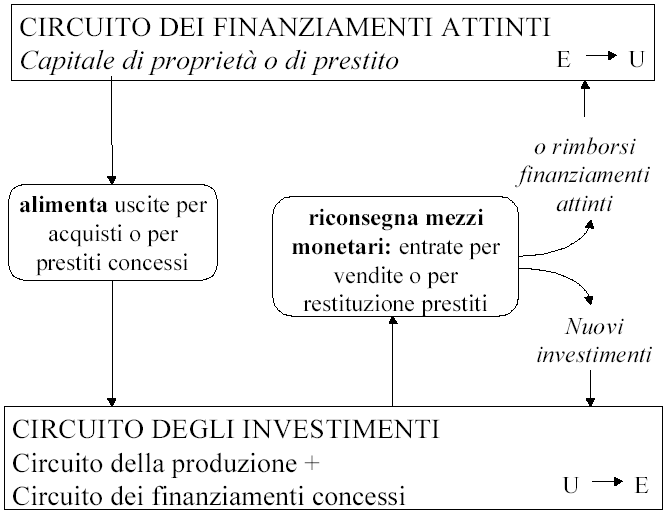 CIRCUITO DEI FINANZIAMENTI ATTINTI
Capitale di proprietà o di prestito
E → U
alimenta uscite per
acquisti o per
prestiti concessi
riconsegna mezzi
monetari: entrate per
vendite o per
restituzione prestiti
o rimborsi
finanziamenti
attinti
Nuovi
investimenti
CIRCUITO DEGLI INVESTIMENTI
Circuito della produzione +
Circuito dei finanziamenti concessi
U → E